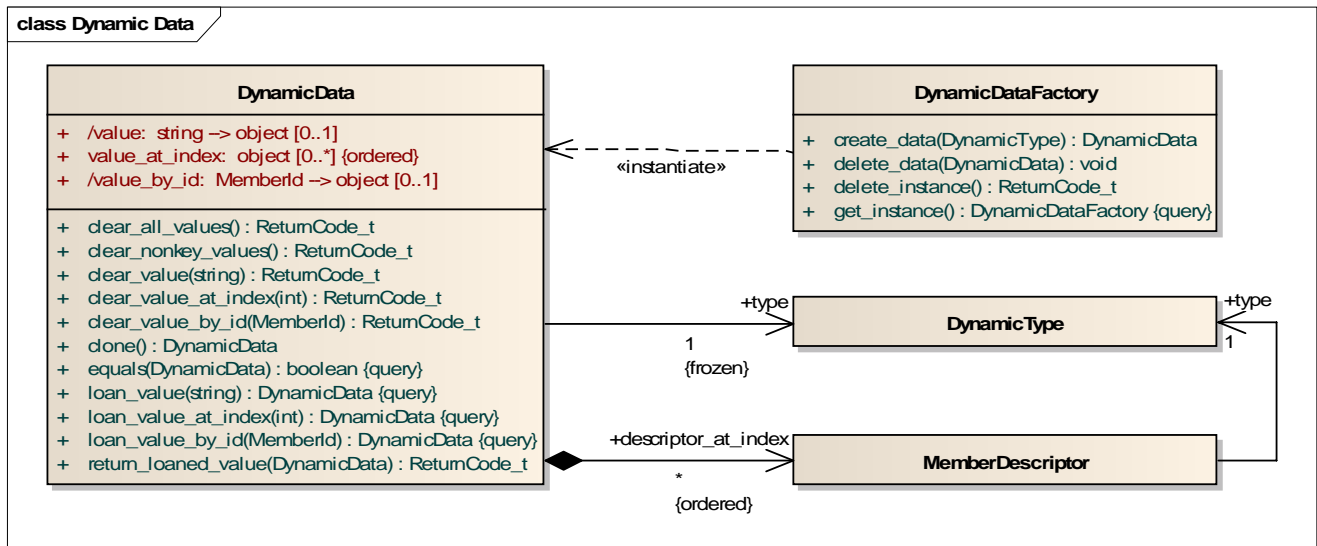 class Dynamic Data
DynamicData
+ /value: string --> object [0..1]
+ value_at_index: object [0..*] {ordered}
+ /value_by_id: MemberId --> object [0..1]
+ clear_all_values() : ReturnCode_t
+ clear_nonkey_values() : ReturnCode_t
+ clear_value(string) : ReturnCode_t
+ clear_value_at_index(int) : ReturnCode_t
+ clear_value_by_id(MemberId) : ReturnCode_t
+ clone() : DynamicData
+ equals(DynamicData) : boolean {query}
+ loan_value(string) : DynamicData {query}
+ loan_value_at_index(int) : DynamicData {query}
+ loan_value_by_id(MemberId) : DynamicData {query}
+ return_loaned_value(DynamicData) : ReturnCode_t
«instantiate»
DynamicDataFactory
+ create_data(DynamicType) : DynamicData
+ delete_data(DynamicData) : void
+ delete_instance() : ReturnCode_t
+ get_instance() : DynamicDataFactory {query}
+type
1
{frozen}
DynamicType
+type
1
+descriptor_at_index
*
{ordered}
MemberDescriptor